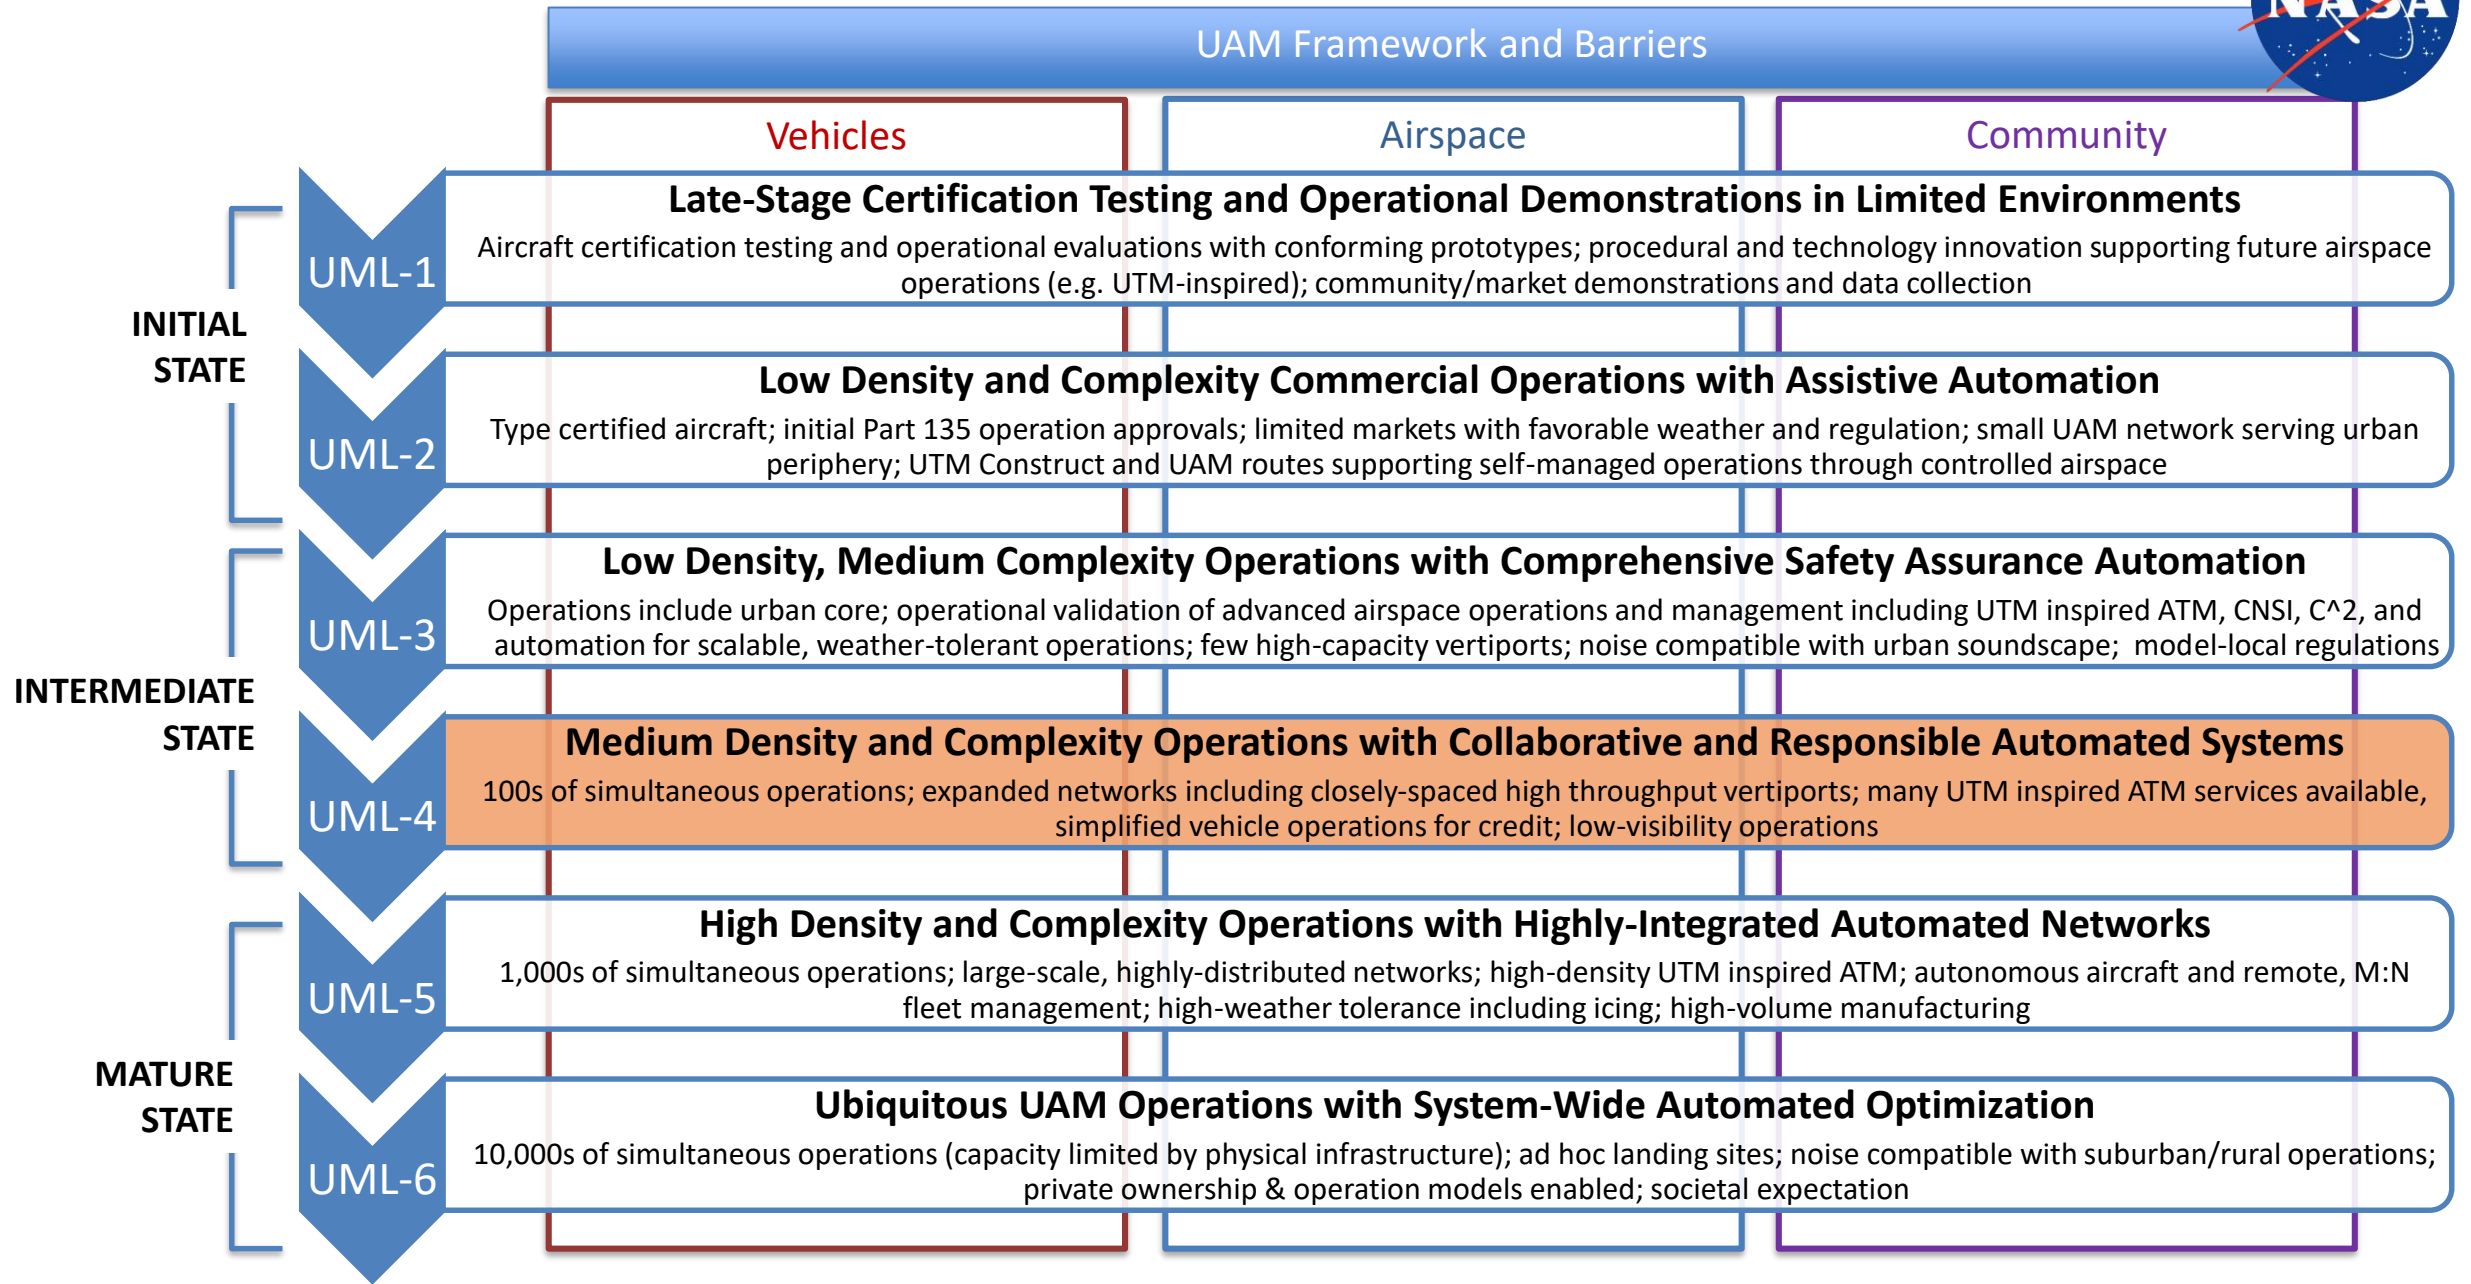 NASA
UAM Framework and Barriers
Vehicles
Airspace
Community
INITIAL
STATE
UML-1
Late-Stage Certification Testing and Operational Demonstrations in Limited Environments
Aircraft certification testing and operational evaluations with conforming prototypes; procedural and technology innovation supporting future airspace
operations (e.g. UTM-inspired); community/market demonstrations and data collection
UML-2
Low Density and Complexity Commercial Operations with Assistive Automation
Type certified aircraft; initial Part 135 operation approvals; limited markets with favorable weather and regulation; small UAM network serving urban
periphery; UTM Construct and UAM routes supporting self-managed operations through controlled airspace
INTERMEDIATE
STATE
UML-3
Low Density, Medium Complexity Operations with Comprehensive Safety Assurance Automation
Operations include urban core; operational validation of advanced airspace operations and management including UTM inspired ATM, CNSI, C^2, and
automation for scalable, weather-tolerant operations; few high-capacity vertiports; noise compatible with urban soundscape; model-local regulations
UML-4
Medium Density and Complexity Operations with Collaborative and Responsible Automated Systems
100s of simultaneous operations; expanded networks including closely-spaced high throughput vertiports; many UTM inspired ATM services available,
simplified vehicle operations for credit; low-visibility operations
MATURE
STATE
UML-5
High Density and Complexity Operations with Highly-Integrated Automated Networks
1,000s of simultaneous operations; large-scale, highly-distributed networks; high-density UTM inspired ATM; autonomous aircraft and remote, M:N
fleet management; high-weather tolerance including icing; high-volume manufacturing
UML-6
Ubiquitous UAM Operations with System-Wide Automated Optimization
10,000s of simultaneous operations (capacity limited by physical infrastructure); ad hoc landing sites; noise compatible with suburban/rural operations;
private ownership & operation models enabled; societal expectation